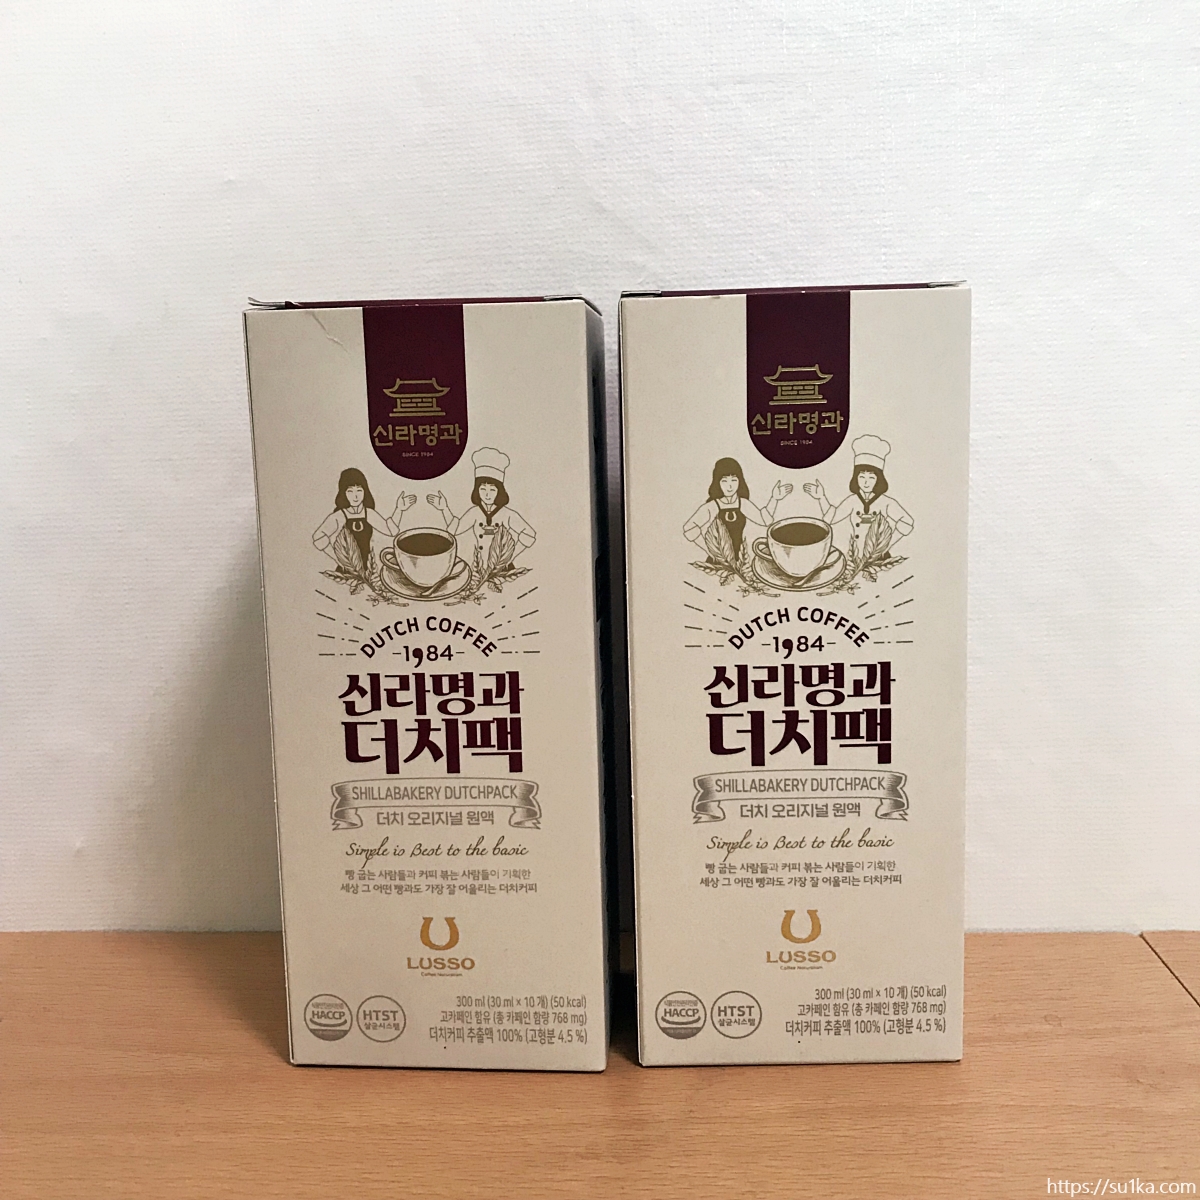 신라명과
SINCE 1984
DUTCH COFFEE
1984
신라명과
더치팩
SHILLABAKERY DUTCHPACK
더치 오리지널 원액
Simple is Best to the basic
빵 굽는 사람들과 커피 볶는 사람들이 기획한
세상 그 어떤 빵과도 가장 잘 어울리는 더치커피
LUSSO
HACCP
HTST
살균시스템
300 ml (30 ml × 10 개) (50 kcal)
고카페인 함유 (총 카페인 함량 768 mg)
더치커피 추출액 100% (고형분 4.5 %)
신라명과
SINCE 1984
DUTCH COFFEE
1984
신라명과
더치팩
SHILLABAKERY DUTCHPACK
더치 오리지널 원액
Simple is Best to the basic
빵 굽는 사람들과 커피 볶는 사람들이 기획한
세상 그 어떤 빵과도 가장 잘 어울리는 더치커피
LUSSO
HACCP
HTST
살균시스템
300 ml (30 ml × 10 개) (50 kcal)
고카페인 함유 (총 카페인 함량 768 mg)
더치커피 추출액 100% (고형분 4.5 %)
https://su1ka.com